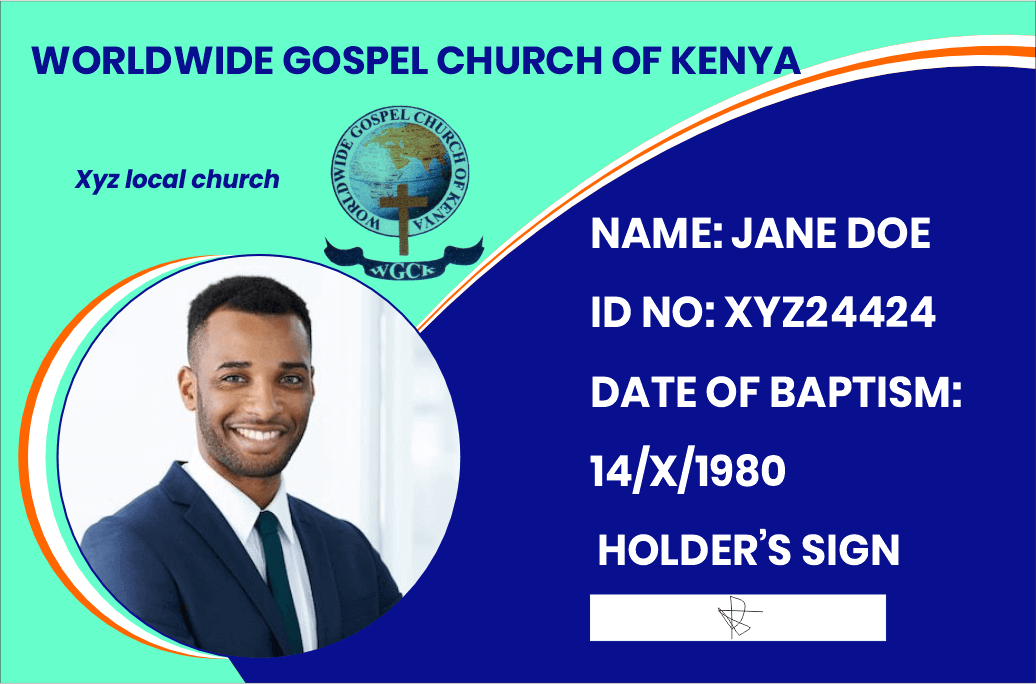 WORLDWIDE GOSPEL CHURCH OF KENYA
WORLDWIDE GOSPEL CHURCH OF KENYA
WGCK
Xyz local church
NAME: JANE DOE
ID NO: XYZ24424
DATE OF BAPTISM:
14/X/1980
HOLDER’S SIGN